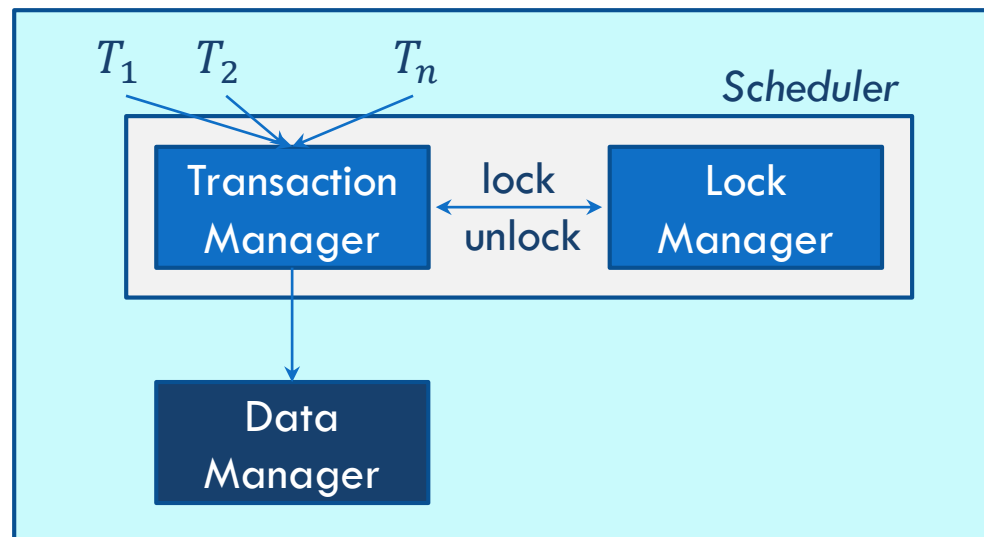 T₁ T₂ Tₙ
Scheduler
Transaction
Manager
lock
unlock
Lock
Manager
Data
Manager